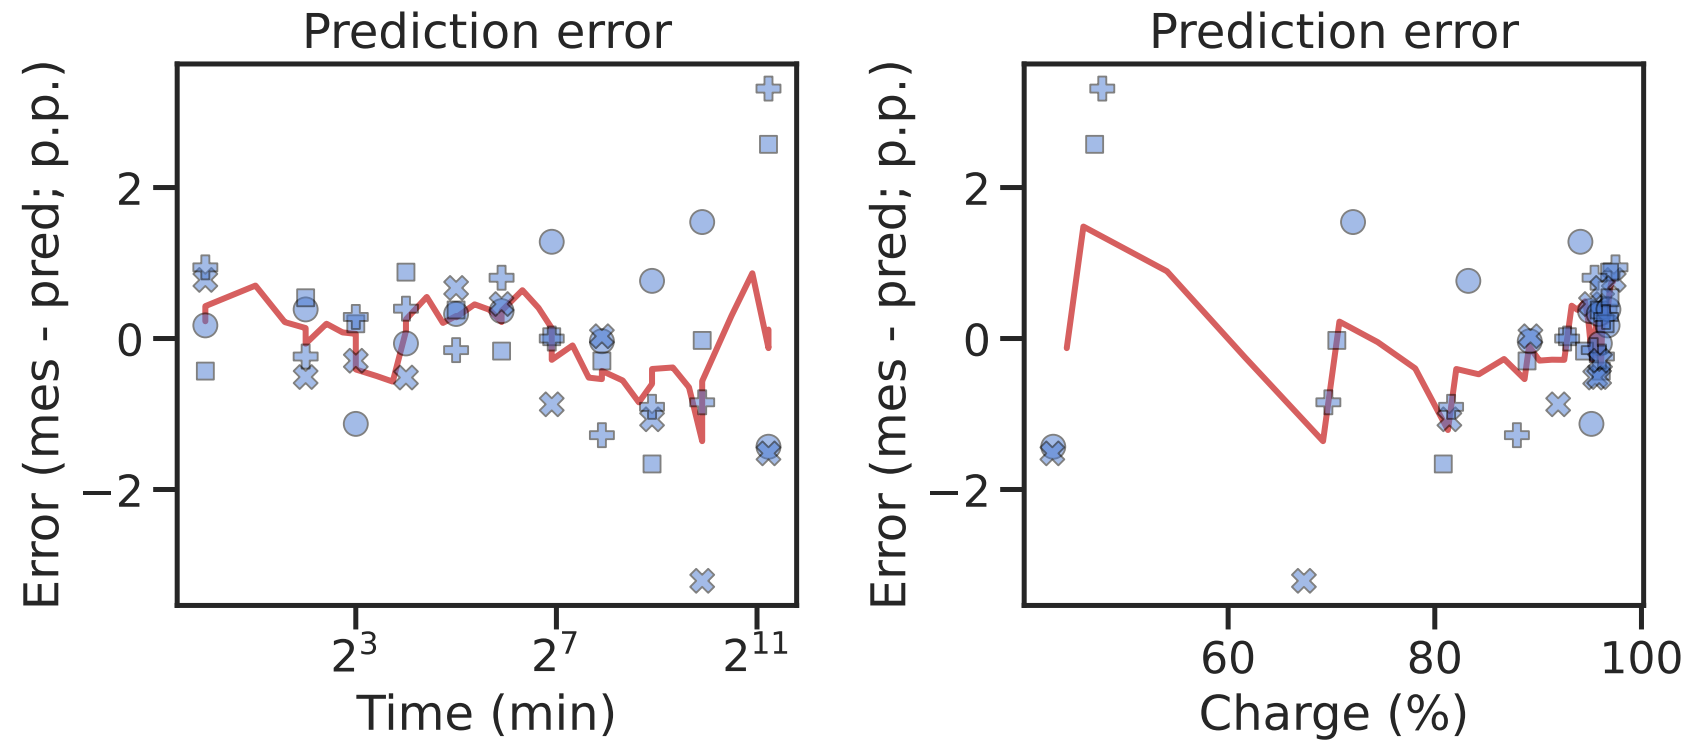 Prediction error
Error (mes - pred; p.p.)
2
0
−2
2³
2⁷
2¹¹
Time (min)
Prediction error
Error (mes - pred; p.p.)
2
0
−2
60
80
100
Charge (%)